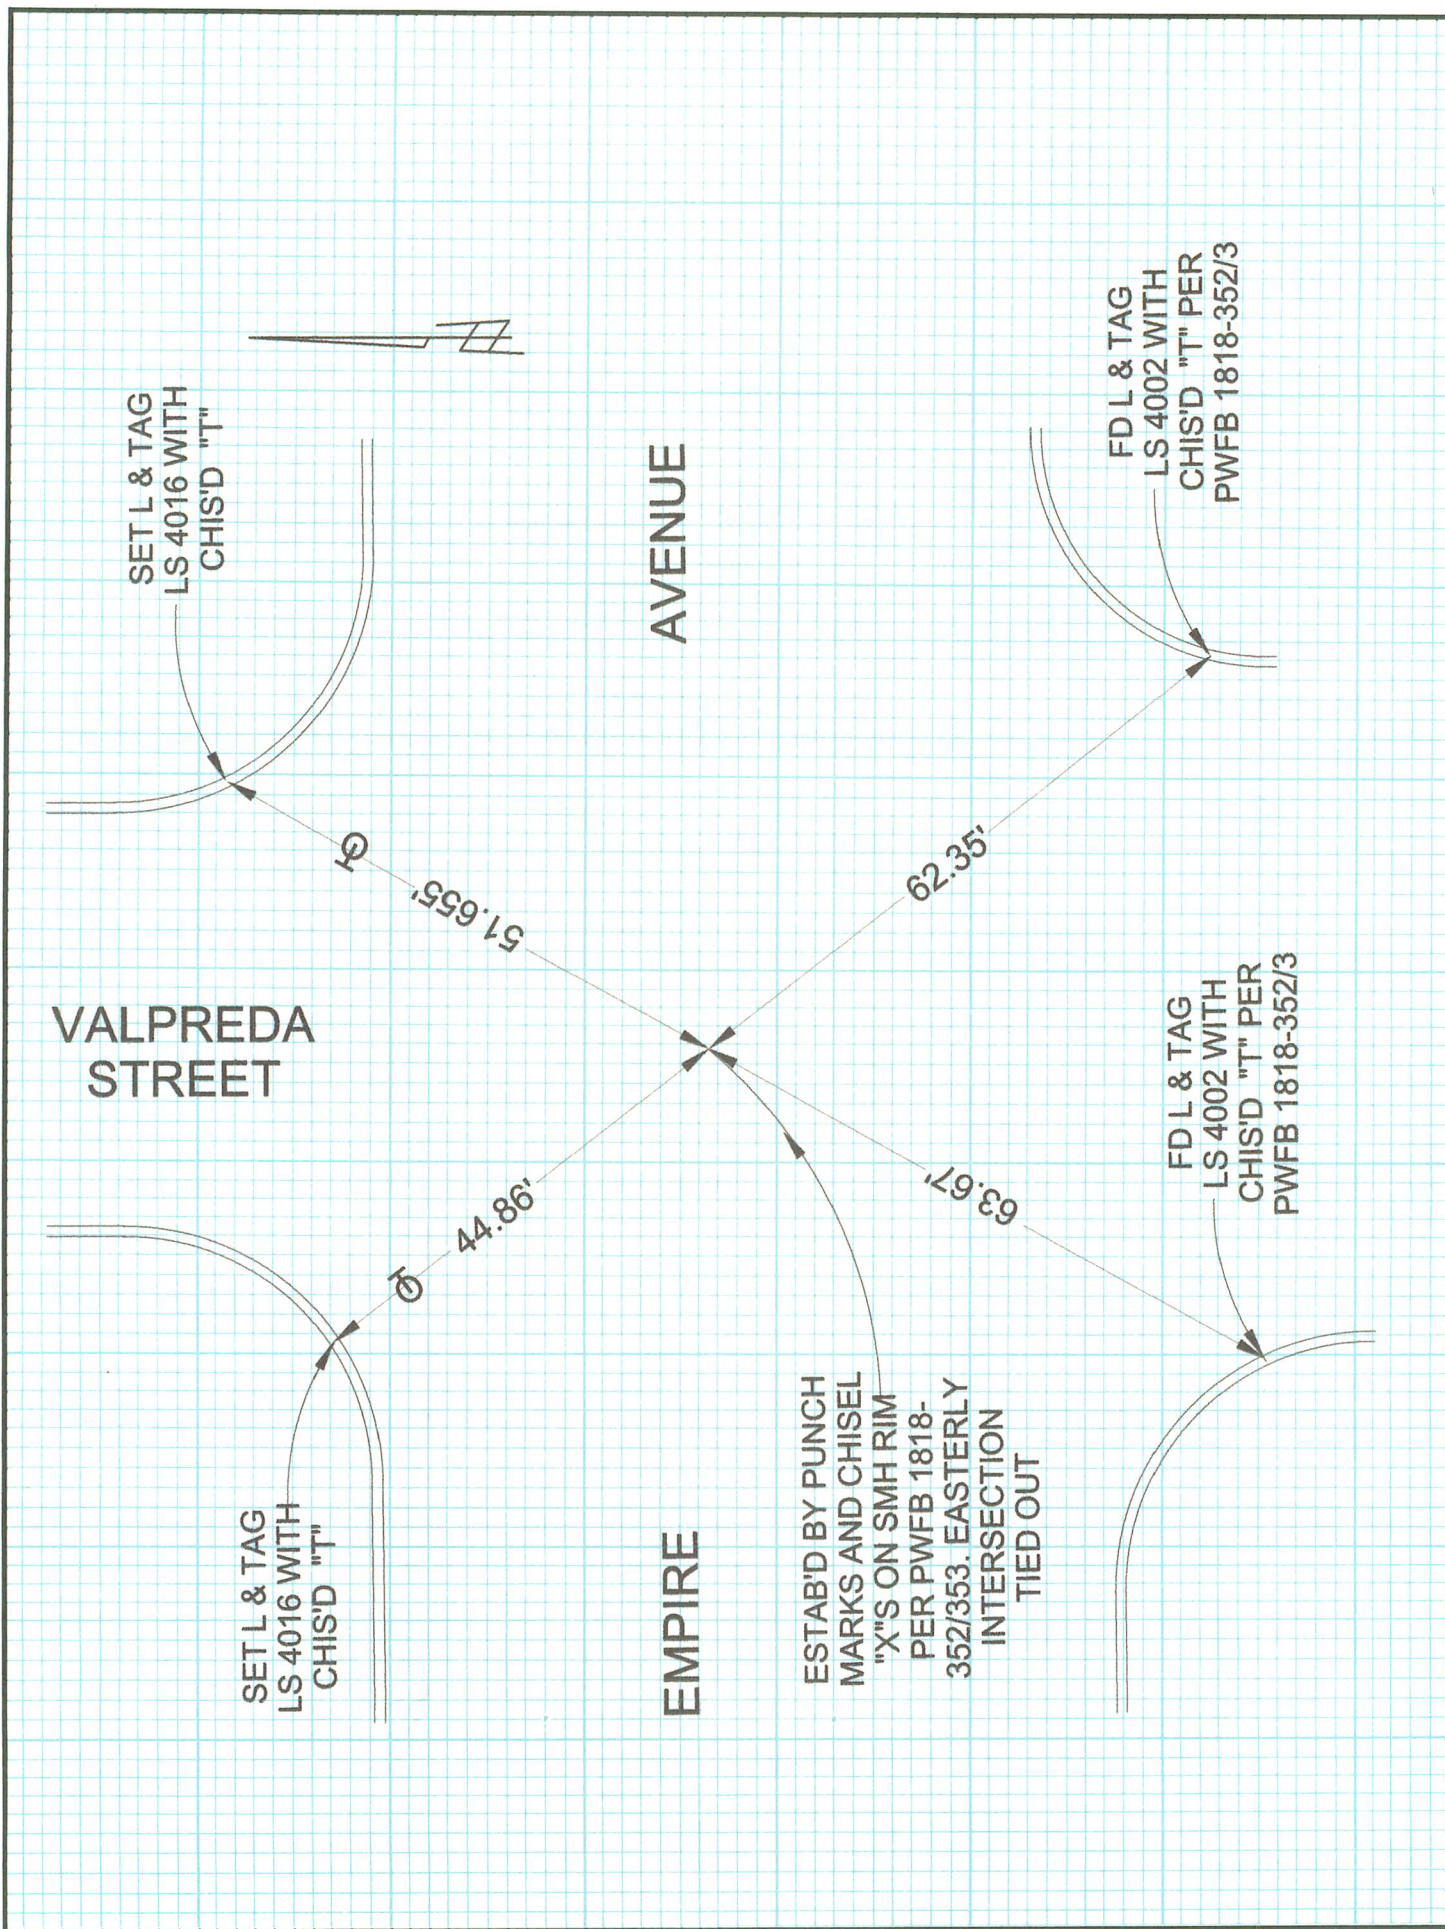 VALPREDA
STREET
SET L & TAG
LS 4016 WITH
CHIS'D "T"
SET L & TAG
LS 4016 WITH
CHIS'D "T"
44.86'
51.655'
EMPIRE
AVENUE
ESTAB'D BY PUNCH
MARKS AND CHISEL
"X"S ON SMH RIM
PER PWFB 1818-
352/353. EASTERLY
INTERSECTION
TIED OUT
63.67'
62.35'
FD L & TAG
LS 4002 WITH
CHIS'D "T" PER
PWFB 1818-352/3
FD L & TAG
LS 4002 WITH
CHIS'D "T" PER
PWFB 1818-352/3